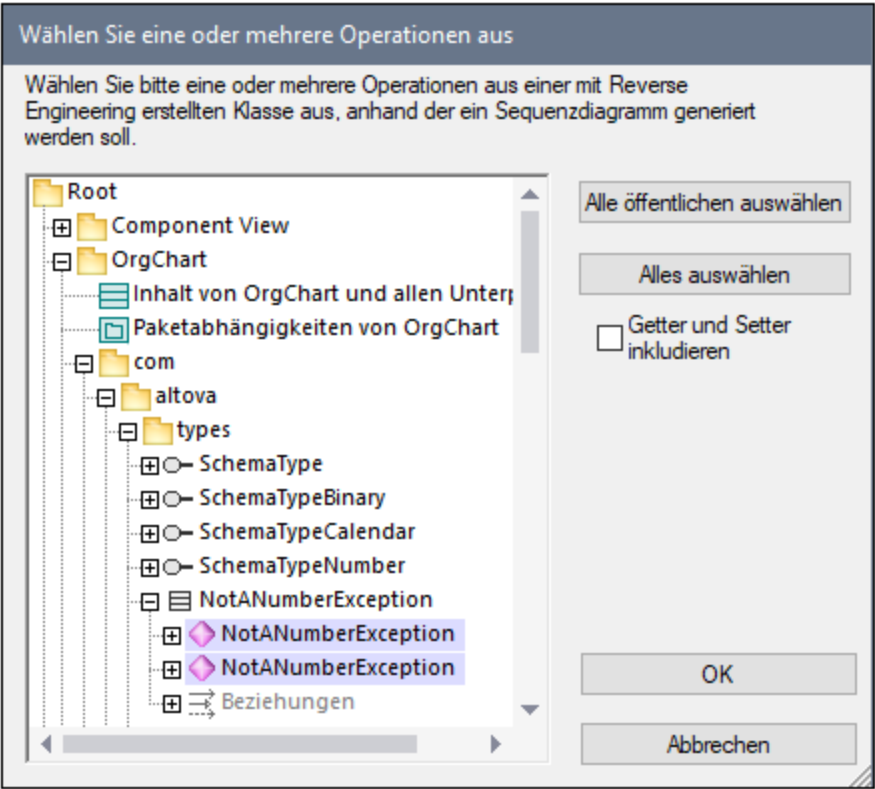 Wählen Sie eine oder mehrere Operationen aus
Wählen Sie bitte eine oder mehrere Operationen aus einer mit Reverse
Engineering erstellten Klasse aus, anhand der ein Sequenzdiagramm generiert
werden soll.
Root
Component View
OrgChart
Inhalt von OrgChart und allen Unterp
Paketabhängigkeiten von OrgChart
com
altova
types
SchemaType
SchemaTypeBinary
SchemaTypeCalendar
SchemaTypeNumber
NotANumberException
NotANumberException
NotANumberException
Beziehungen
Alle öffentlichen auswählen
Alles auswählen
Getter und Setter
inkludieren
OK
Abbrechen